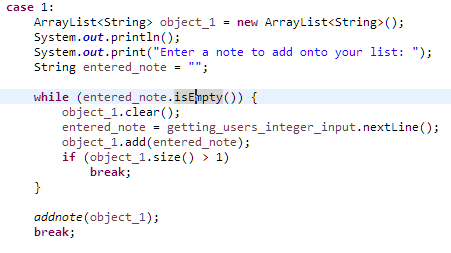 case 1:
ArrayList<String> object_1 = new ArrayList<String>();
System.out.println();
System.out.print("Enter a note to add onto your list: ");
String entered_note = "";
while (entered_note.isEmpty()) {
object_1.clear();
entered_note = getting_users_integer_input.nextLine();
object_1.add(entered_note);
if (object_1.size() > 1)
break;
}
addnote(object_1);
break;